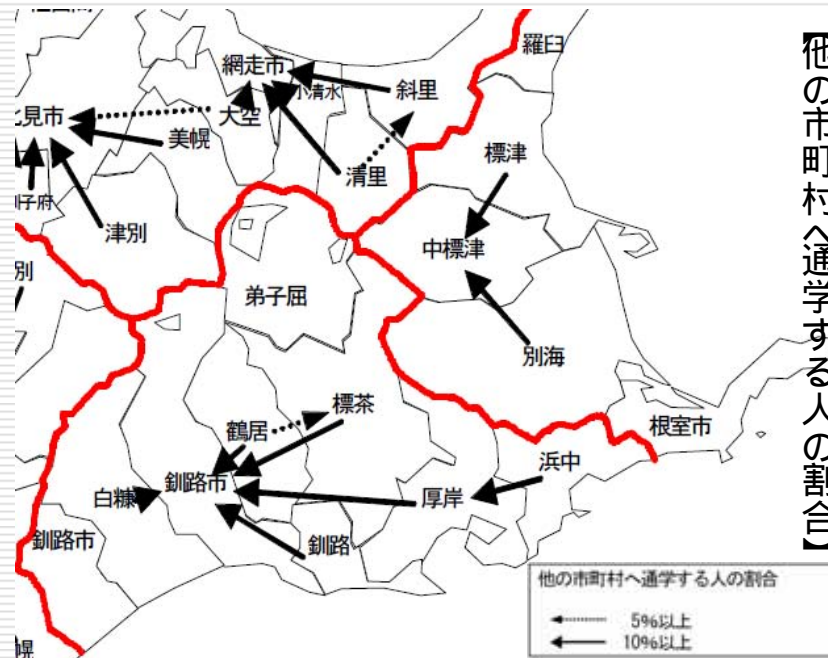 【他の市町村へ通学する人の割合】
羅臼
網走市
小清水
斜里
北見市
大空
美幌
清里
標津
津別
中標津
別
弟子屈
別海
標茶
鶴居
根室市
浜中
白糠
釧路市
厚岸
釧路市
釧路
幌
他の市町村へ通学する人の割合
5%以上
10%以上